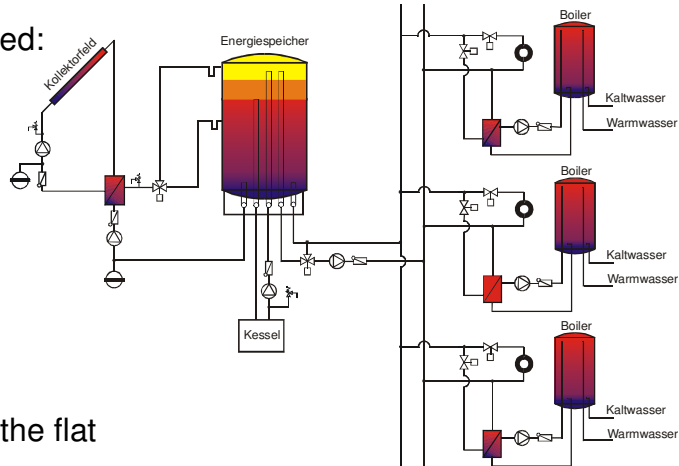 ed:
Kollektorfeld
Energiespeicher
Kessel
Boiler
Kaltwasser
Warmwasser
Boiler
Kaltwasser
Warmwasser
Boiler
Kaltwasser
Warmwasser
the flat